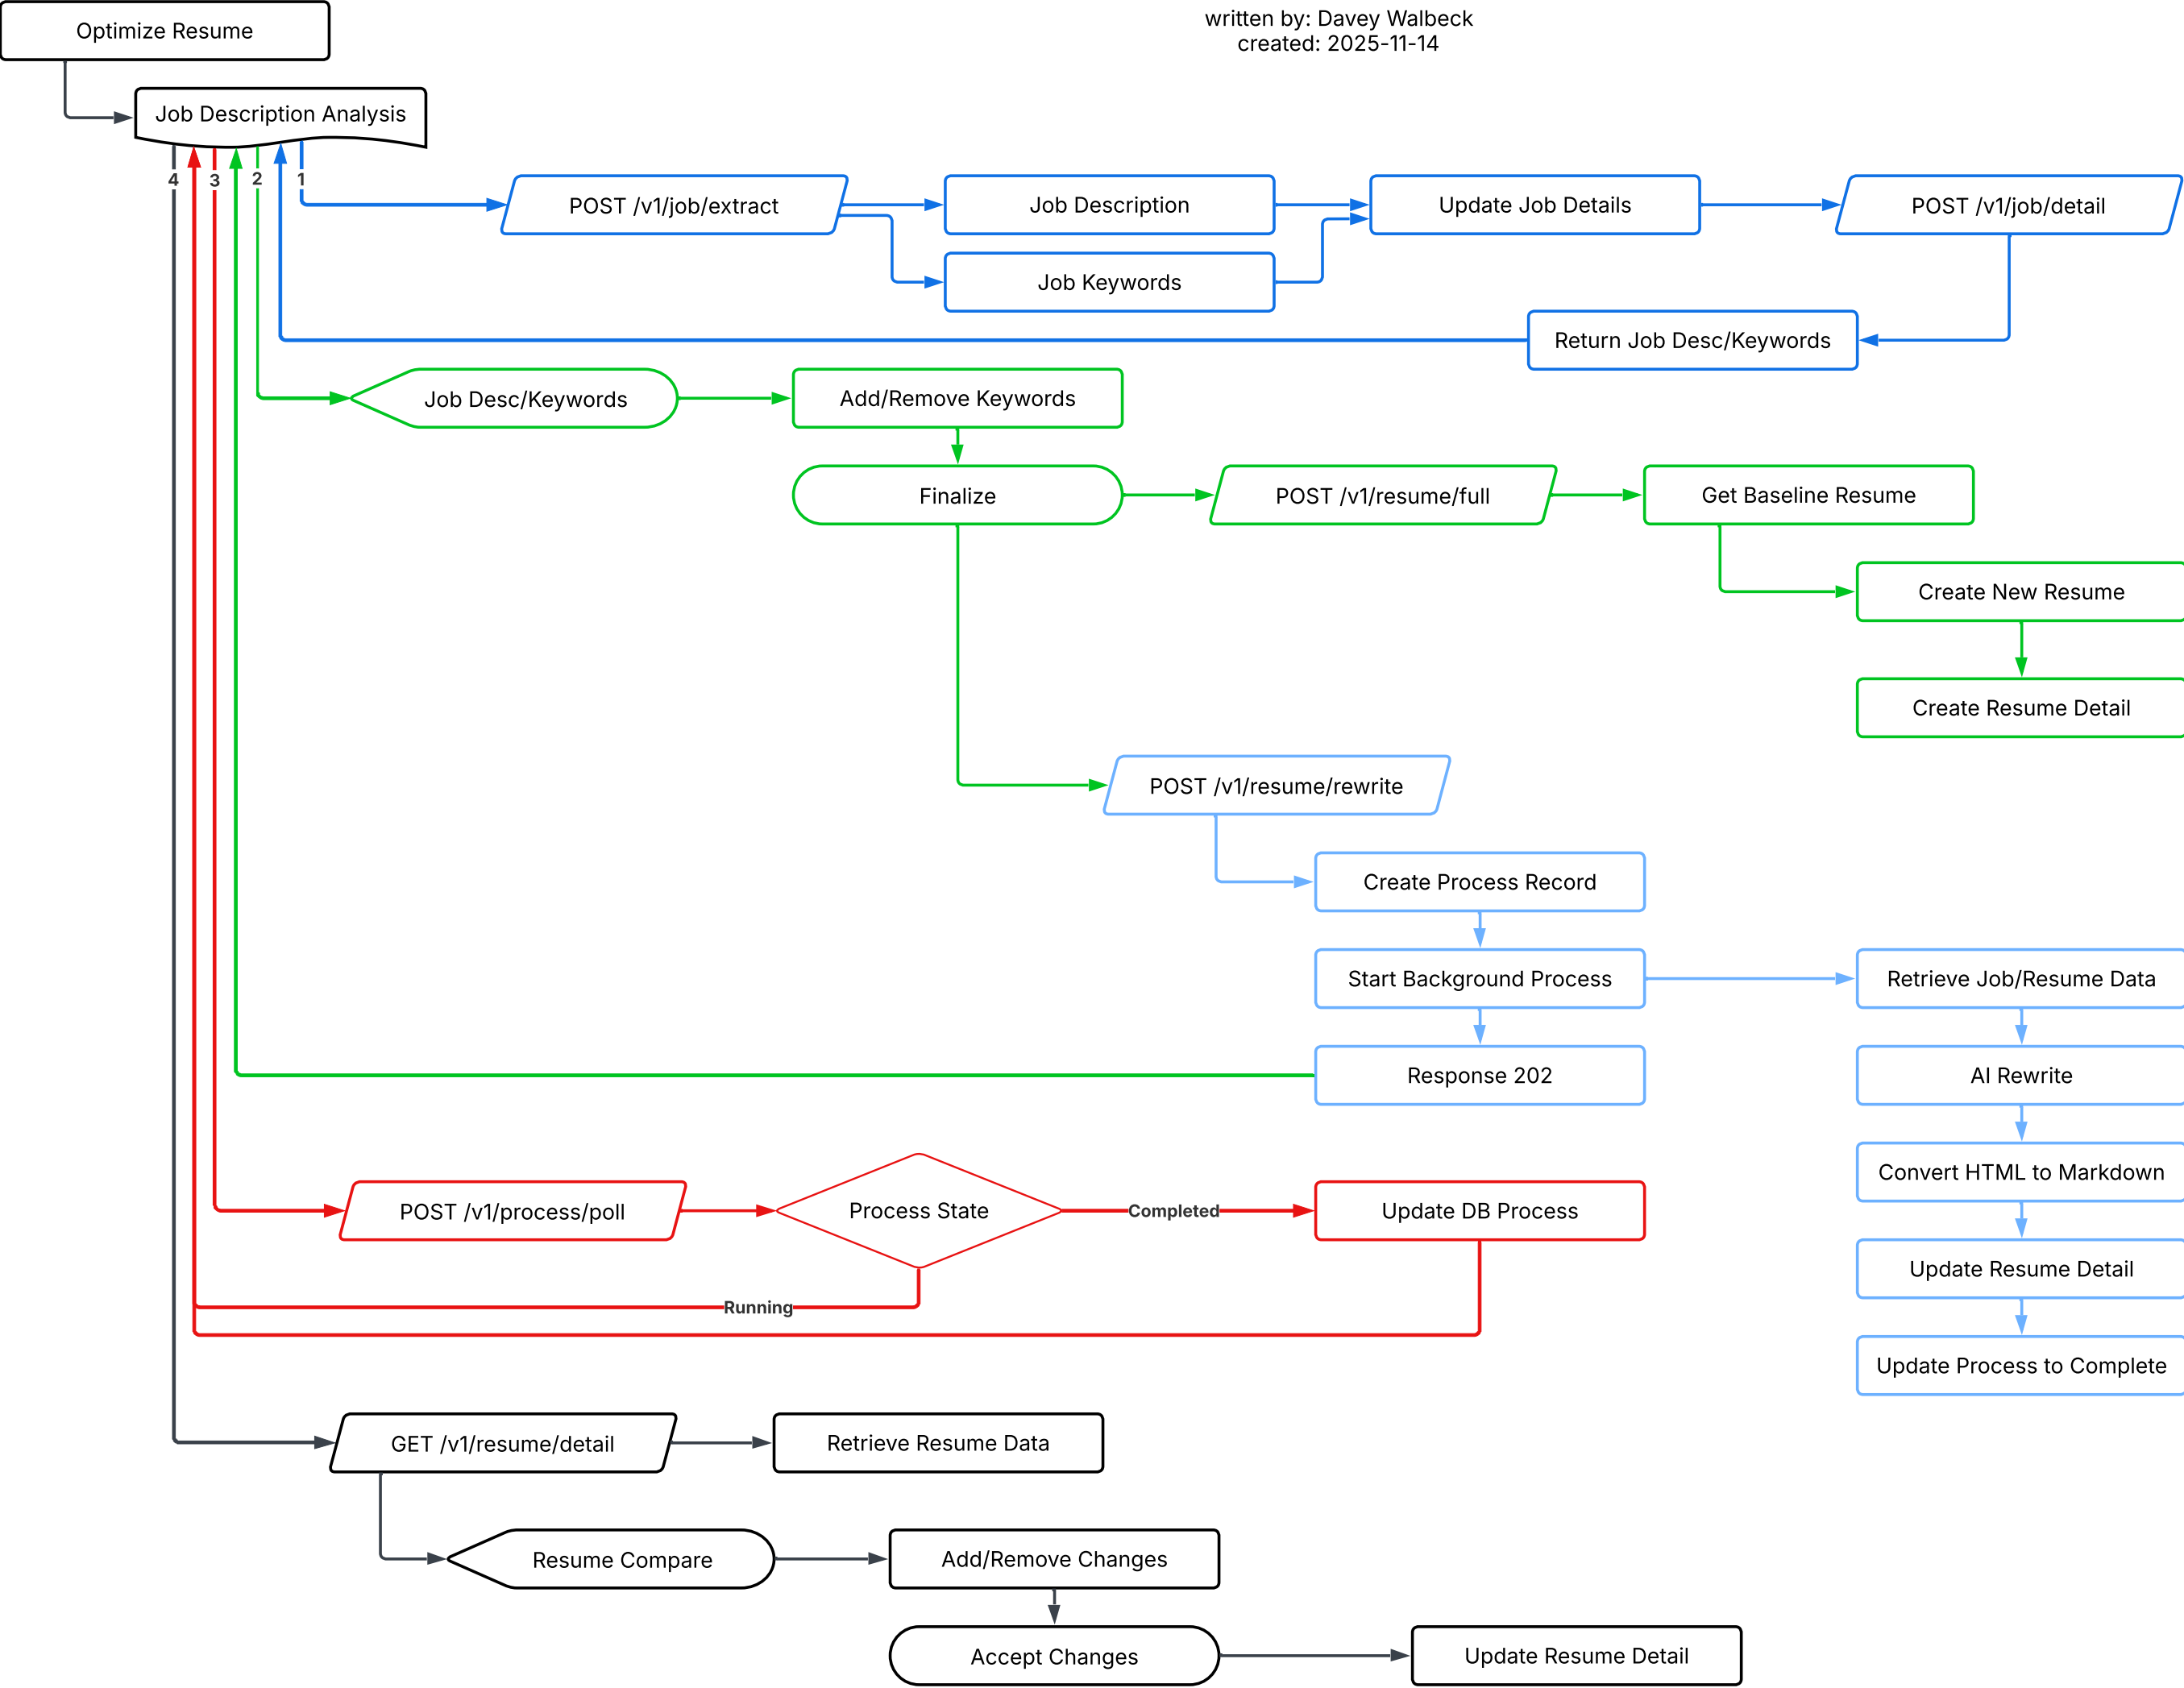 Optimize Resume
written by: Davey Walbeck
created: 2025-11-14
Job Description Analysis
4
3
2
1
POST /v1/job/extract
Job Description
Update Job Details
POST /v1/job/detail
Job Keywords
Return Job Desc/Keywords
Job Desc/Keywords
Add/Remove Keywords
Finalize
POST /v1/resume/full
Get Baseline Resume
Create New Resume
Create Resume Detail
POST /v1/resume/rewrite
Create Process Record
Start Background Process
Retrieve Job/Resume Data
Response 202
AI Rewrite
Convert HTML to Markdown
POST /v1/process/poll
Process State
Completed
Update DB Process
Update Resume Detail
Running
Update Process to Complete
GET /v1/resume/detail
Retrieve Resume Data
Resume Compare
Add/Remove Changes
Accept Changes
Update Resume Detail